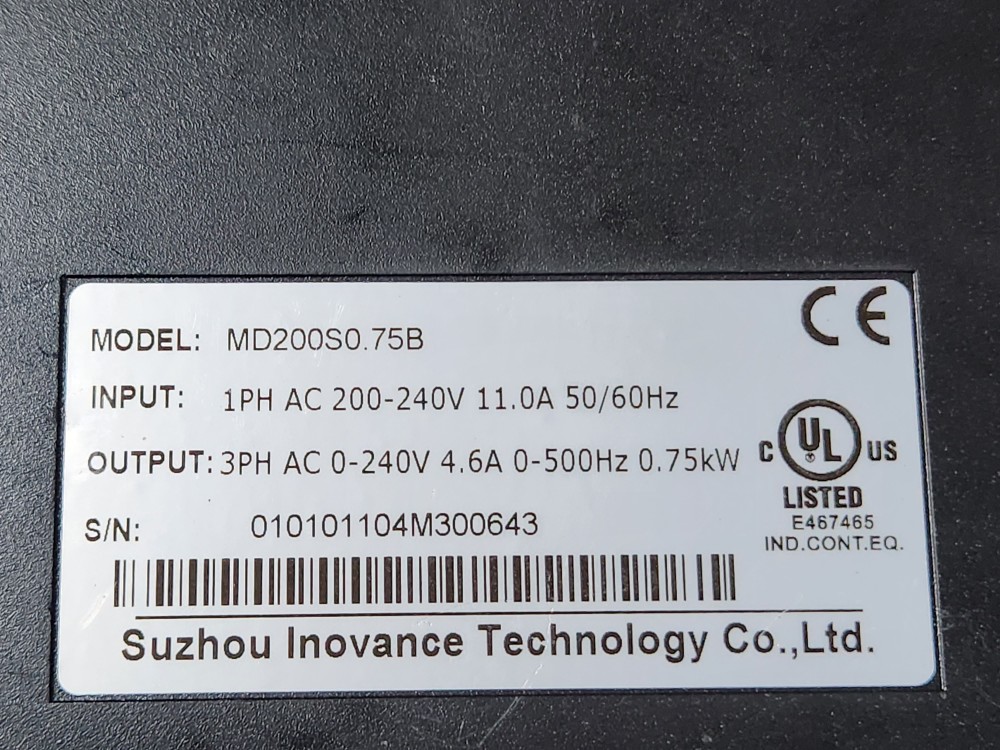 CE
MODEL: MD200S0.75B
INPUT: 1PH AC 200-240V 11.0A 50/60Hz
OUTPUT: 3PH AC 0-240V 4.6A 0-500Hz 0.75kW
C UL US
LISTED
E467465
IND.CONT.EQ.
S/N: 010101104M300643
Suzhou Inovance Technology Co.,Ltd.